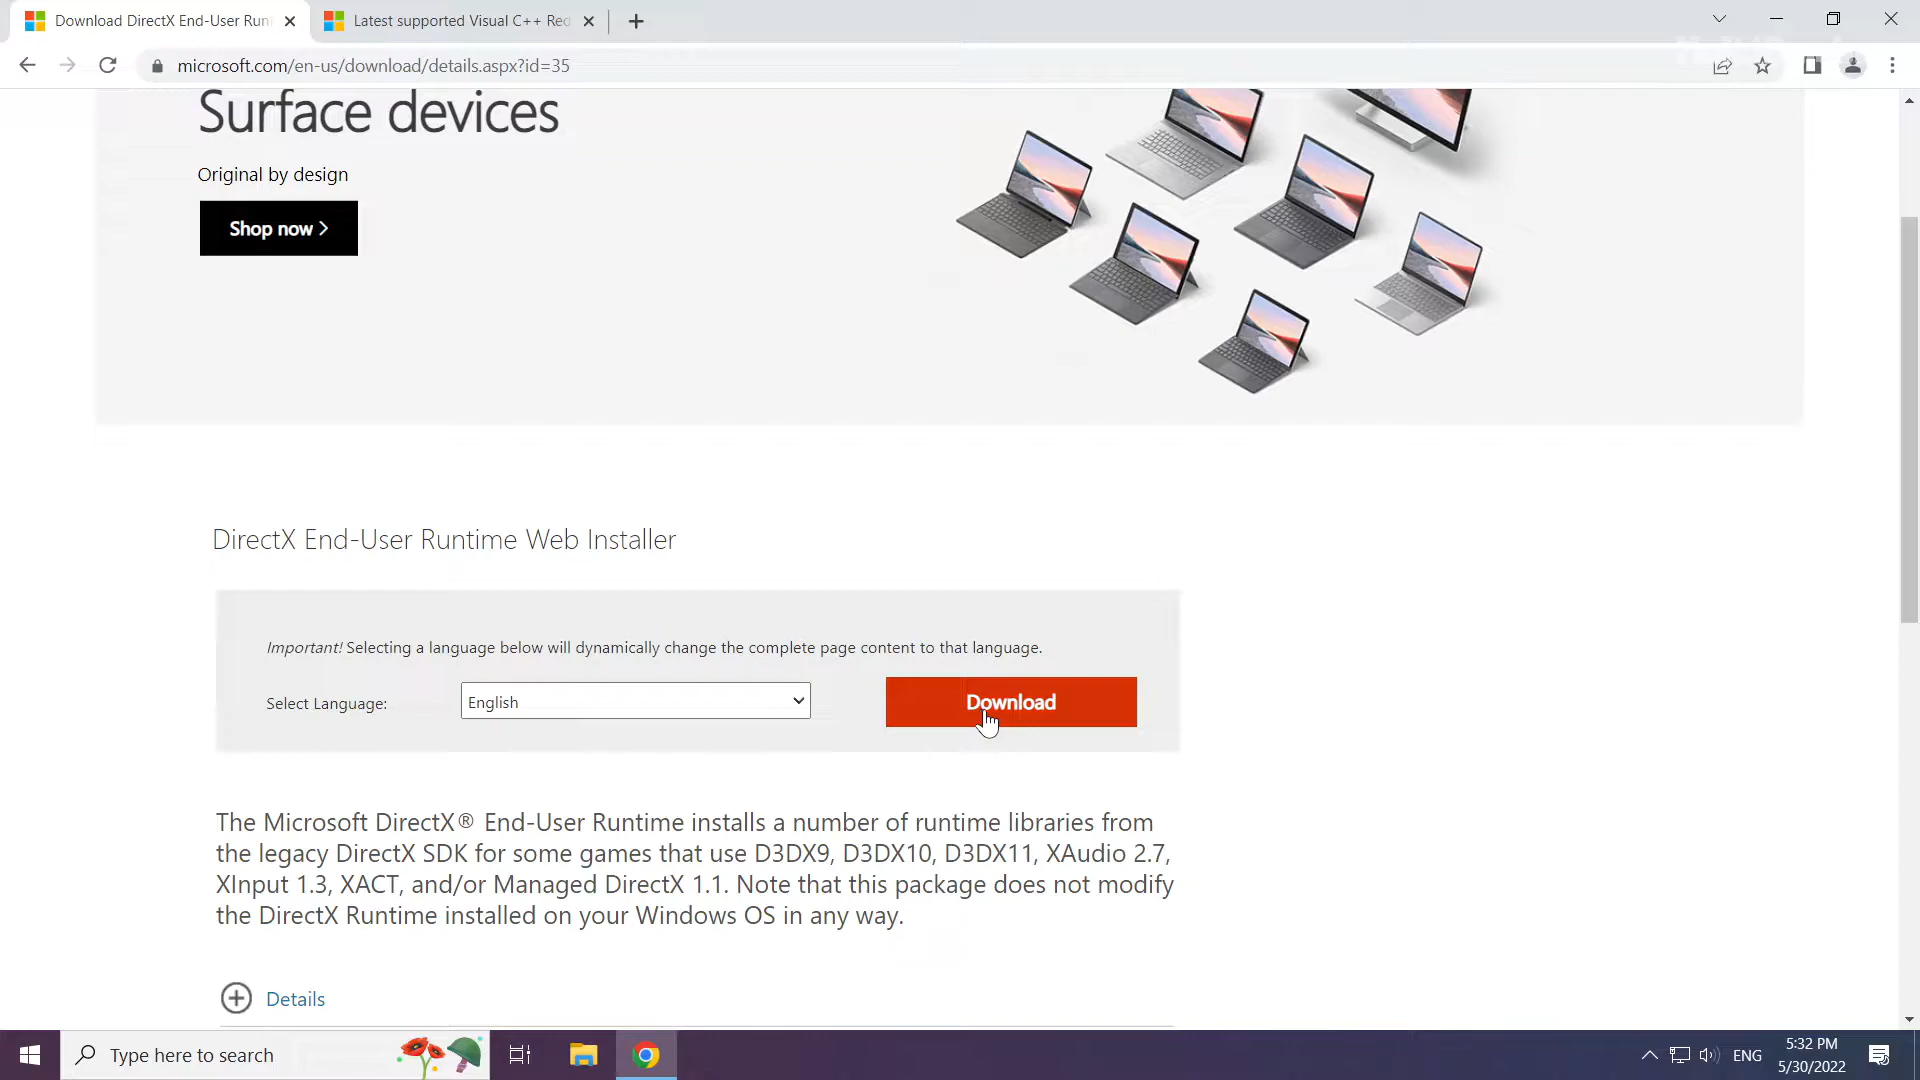 Download DirectX End-User Run
Latest supported Visual C++ Red
microsoft.com/en-us/download/details.aspx?id=35
Surface devices
Original by design
Shop now
DirectX End-User Runtime Web Installer
Important! Selecting a language below will dynamically change the complete page content to that language.
Select Language:
English
Download
The Microsoft DirectX® End-User Runtime installs a number of runtime libraries from
the legacy DirectX SDK for some games that use D3DX9, D3DX10, D3DX11, XAudio 2.7,
XInput 1.3, XACT, and/or Managed DirectX 1.1. Note that this package does not modify
the DirectX Runtime installed on your Windows OS in any way.
Details
Type here to search
ENG
5:32 PM
5/30/2022